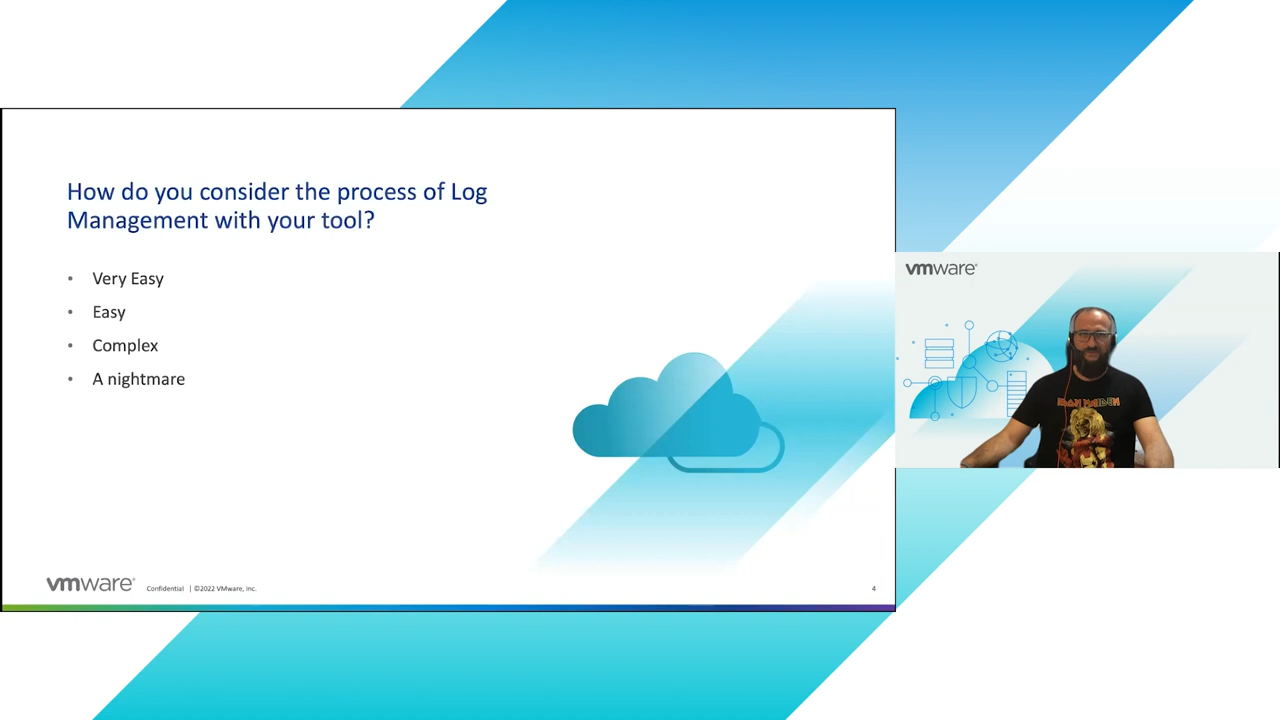 How do you consider the process of Log
Management with your tool?
• Very Easy
• Easy
• Complex
• A nightmare
vmware®
Confidential | ©2022 VMware, Inc.
4
vmware®
IRON MAIDEN